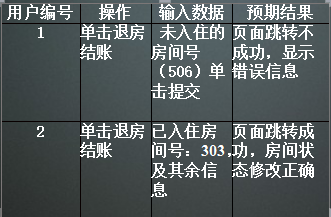 用户编号 操作 输入数据 预期结果
1 单击退房 未入住的 页面跳转不
结账 房间号 成功，显示
（506）单 错误信息
击提交
2 单击退房 已入住房 页面跳转成
结账 间号：303， 功，房间状
及其余信 态修改正确
息